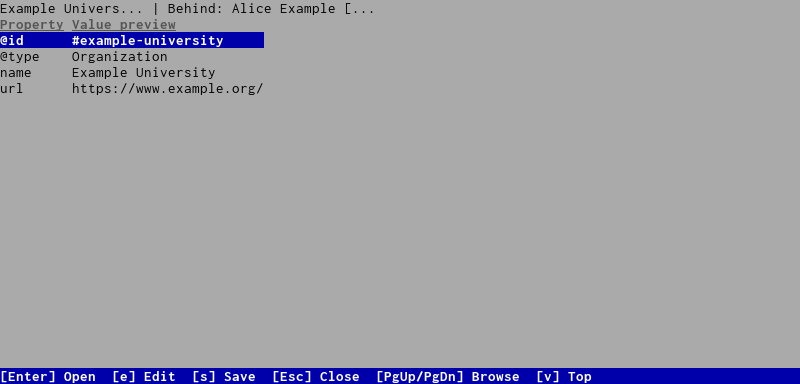 Example Univers... | Behind: Alice Example [...
Property Value preview
@id #example-university
@type Organization
name Example University
url https://www.example.org/
[Enter] Open [e] Edit [s] Save [Esc] Close [PgUp/PgDn] Browse [v] Top